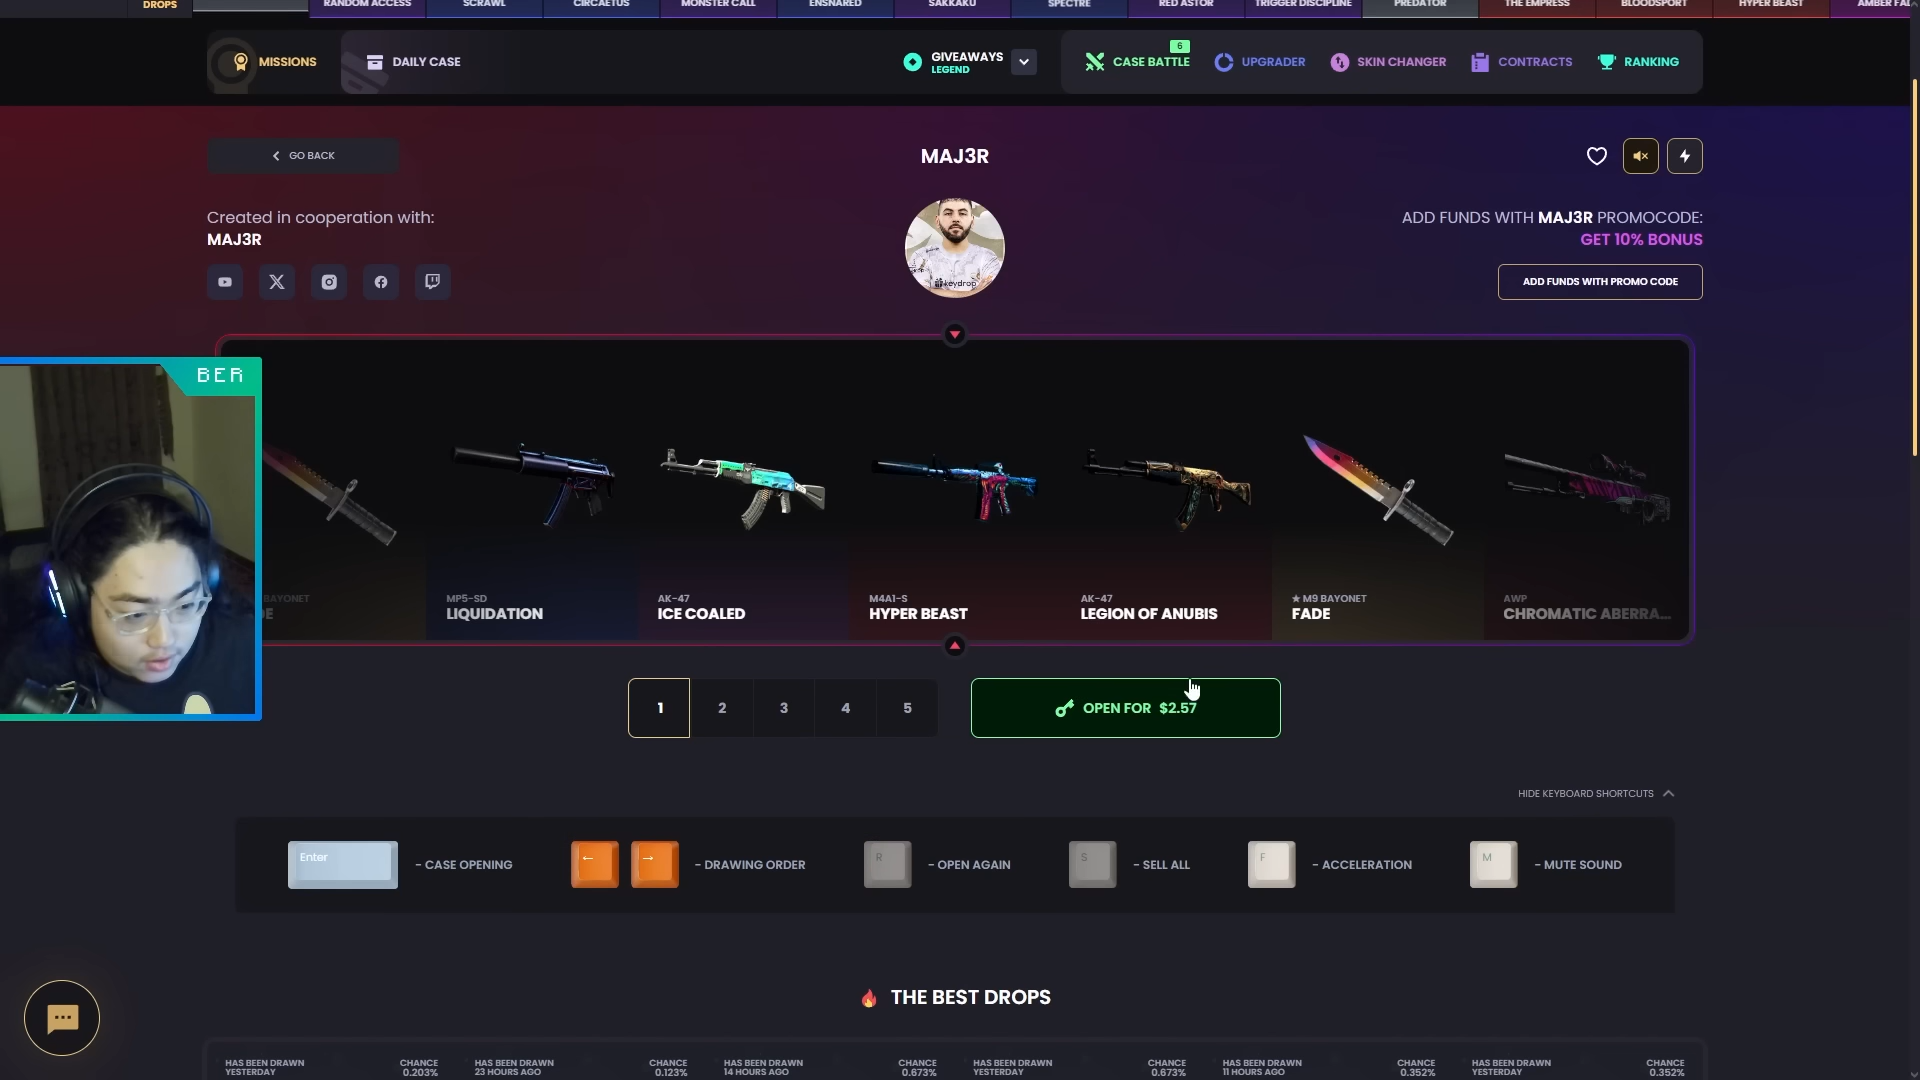 DROPS
RANDOM ACCESS
SCRAWL
CIRCAETUS
MONSTER CALL
ENSNARED
SAKKAKU
SPECTRE
RED ASTOR
TRIGGER DISCIPLINE
PREDATOR
THE EMPRESS
BLOODSPORT
HYPER BEAST
MISSIONS
DAILY CASE
GIVEAWAYS
LEGEND
6
CASE BATTLE
UPGRADER
SKIN CHANGER
CONTRACTS
RANKING
GO BACK
MAJ3R
Created in cooperation with:
MAJ3R
ADD FUNDS WITH MAJ3R PROMOCODE:
GET 10% BONUS
ADD FUNDS WITH PROMO CODE
keydrop
BER
BAYONET
DE
MP5-SD
LIQUIDATION
AK-47
ICE COALED
M4A1-S
HYPER BEAST
AK-47
LEGION OF ANUBIS
★ M9 BAYONET
FADE
AWP
CHROMATIC ABERRA...
1 2 3 4 5
OPEN FOR $2.57
HIDE KEYBOARD SHORTCUTS
Enter - CASE OPENING
← → - DRAWING ORDER
R - OPEN AGAIN
S - SELL ALL
F - ACCELERATION
M - MUTE SOUND
THE BEST DROPS
HAS BEEN DRAWN
YESTERDAY
CHANCE
0.203%
HAS BEEN DRAWN
23 HOURS AGO
CHANCE
0.123%
HAS BEEN DRAWN
14 HOURS AGO
CHANCE
0.673%
HAS BEEN DRAWN
YESTERDAY
CHANCE
0.673%
HAS BEEN DRAWN
11 HOURS AGO
CHANCE
0.352%
HAS BEEN DRAWN
YESTERDAY
CHANCE
0.352%